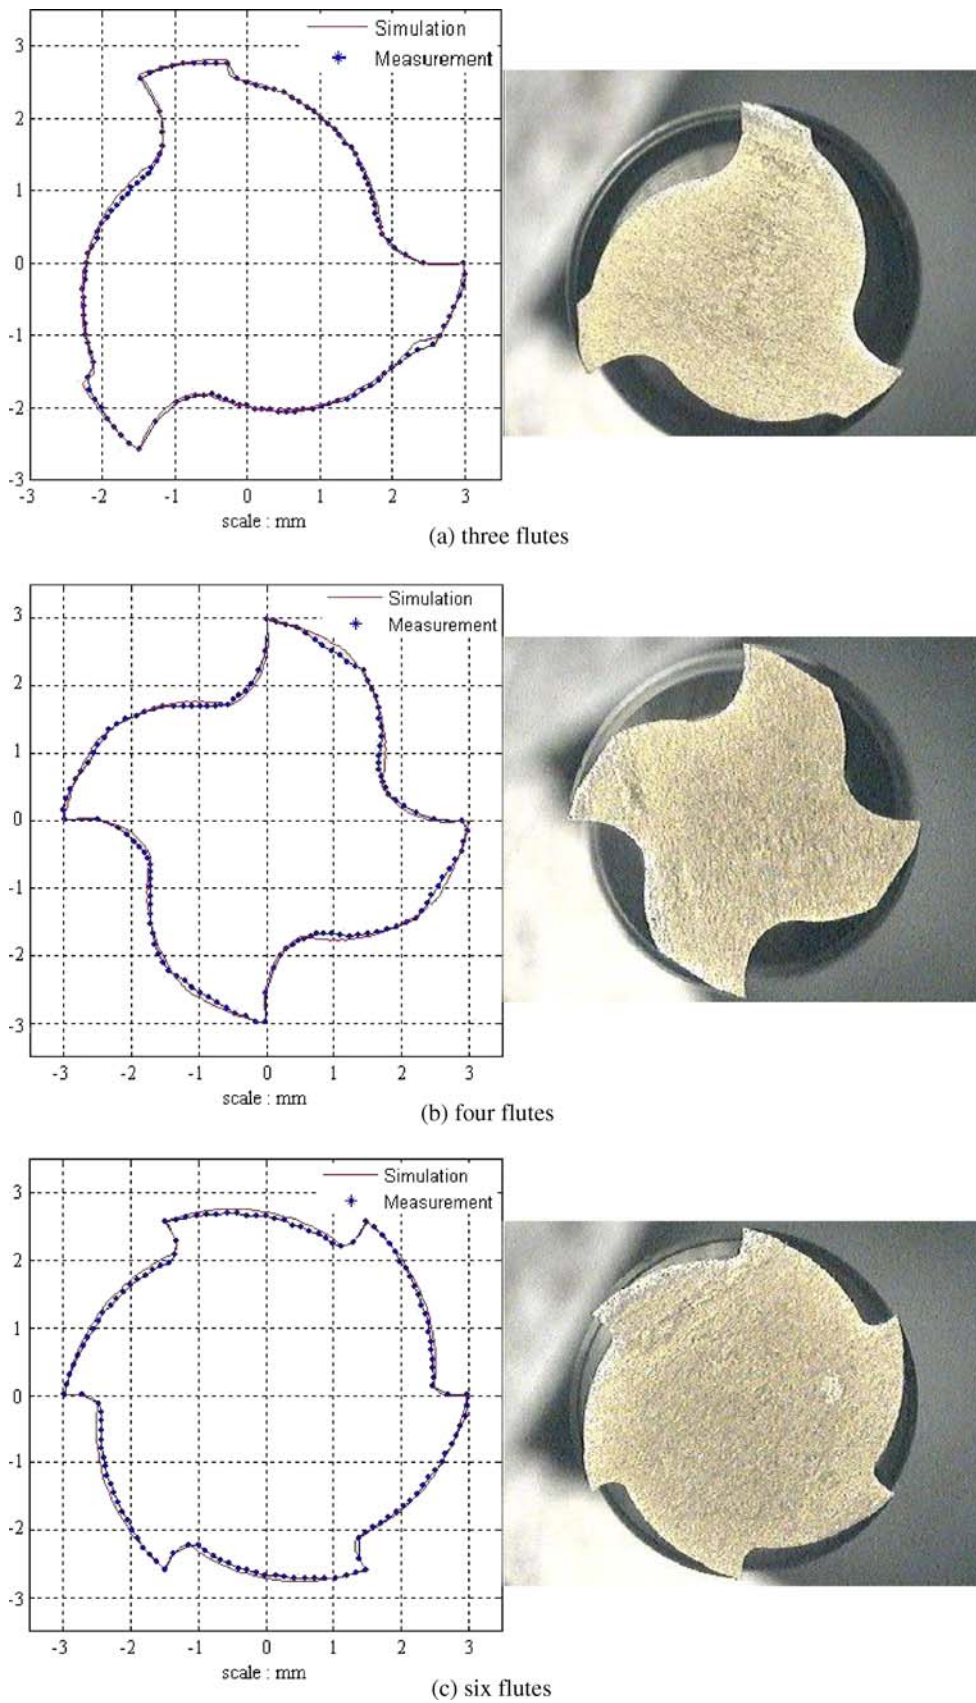 Simulation
Measurement
3
2
1
0
-1
-2
-3
-3 -2 -1 0 1 2 3
scale : mm
(a) three flutes
Simulation
Measurement
3
2
1
0
-1
-2
-3
-3 -2 -1 0 1 2 3
scale : mm
(b) four flutes
Simulation
Measurement
3
2
1
0
-1
-2
-3
-3 -2 -1 0 1 2 3
scale : mm
(c) six flutes